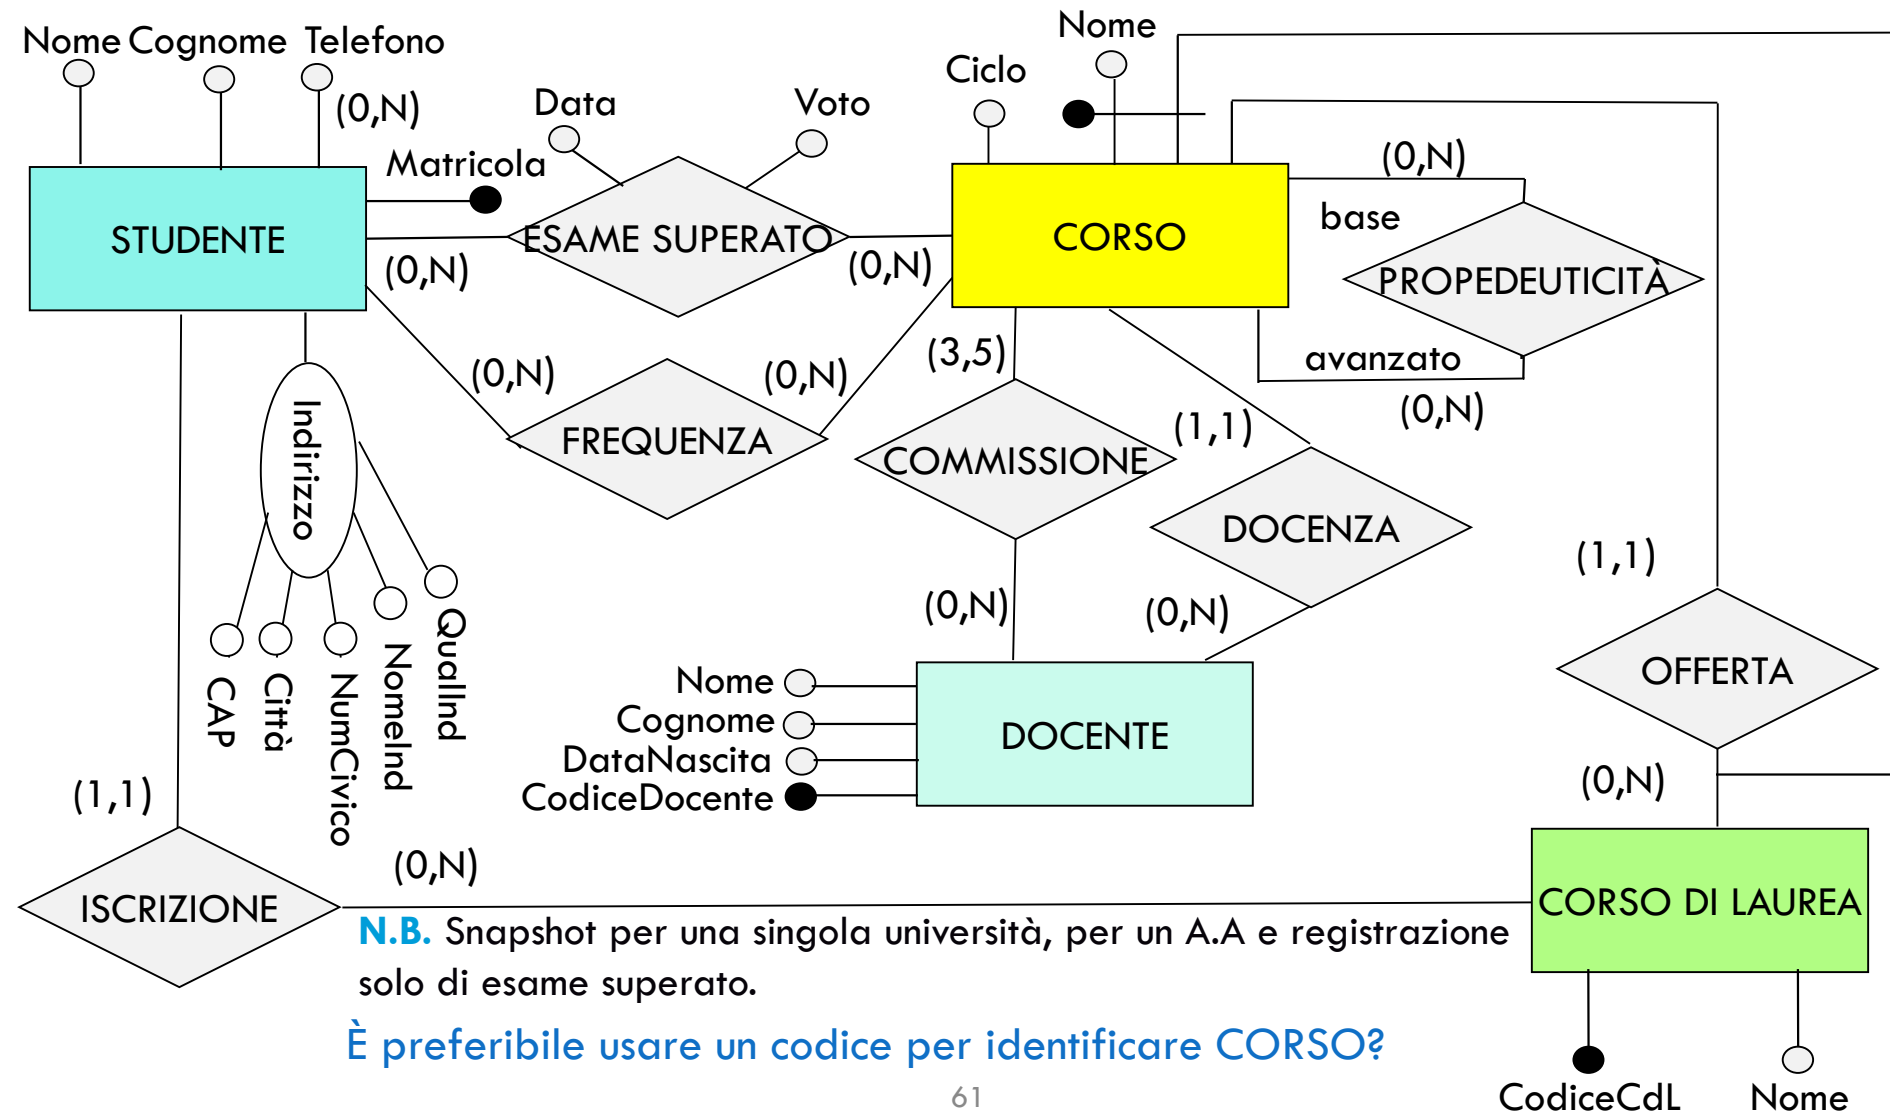 Nome Cognome Telefono
(0,N)
Matricola
STUDENTE
(0,N)
Data
Voto
ESAME SUPERATO
(0,N)
Ciclo
Nome
CORSO
(0,N)
base
PROPEDEUTICITÀ
avanzato
(0,N)
(0,N)
FREQUENZA
(0,N)
(3,5)
COMMISSIONE
(0,N)
(1,1)
DOCENZA
(0,N)
(1,1)
OFFERTA
(0,N)
Indirizzo
CAP
Città
NumCivico
NomeInd
QualInd
Nome
Cognome
DataNascita
CodiceDocente
DOCENTE
(1,1)
ISCRIZIONE
(0,N)
CORSO DI LAUREA
CodiceCdL
Nome
N.B. Snapshot per una singola università, per un A.A e registrazione
solo di esame superato.
È preferibile usare un codice per identificare CORSO?
61